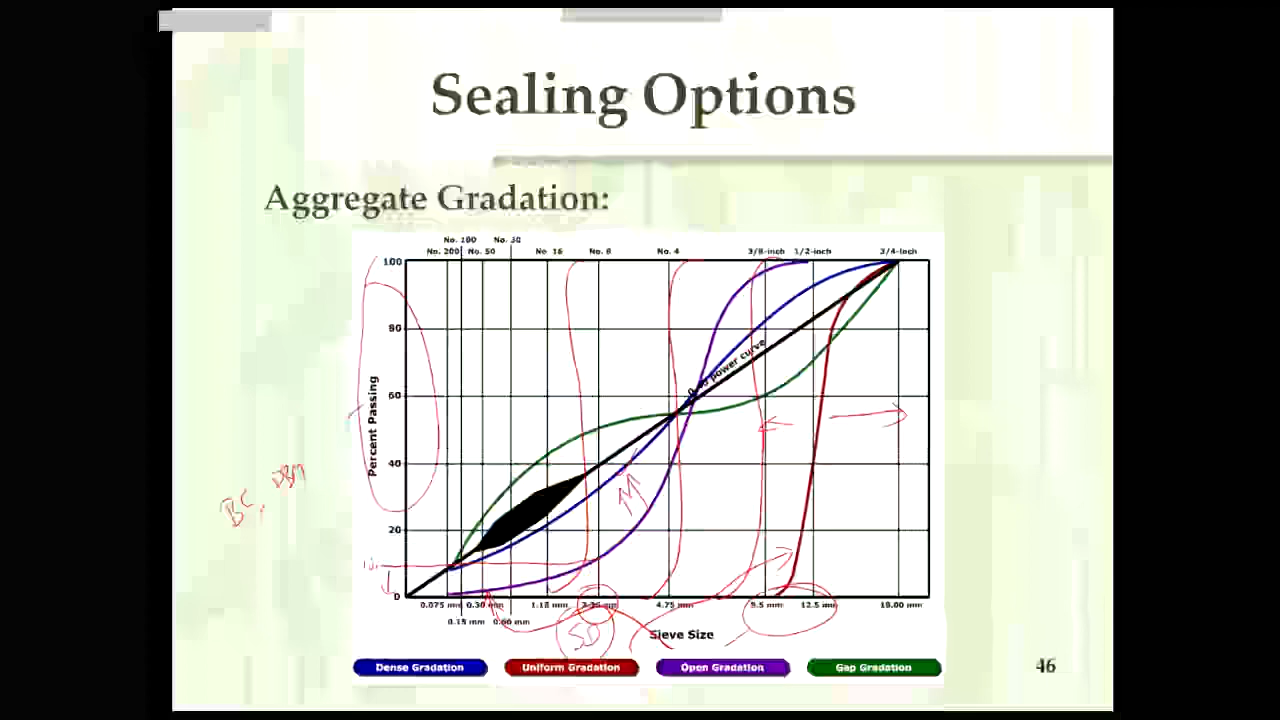 Sealing Options
Aggregate Gradation:
No. 100 No. 30
No. 200 No. 50 No 16 No. 8 No. 4 3/8-inch 1/2-inch 3/4-inch
100
80
60
40
20
0
Percent Passing
power curve
0.075 mm 0.30 mm 1.18 mm 2.36 mm 4.75 mm 9.5 mm 12.5 mm 19.00 mm
0.15 mm 0.60 mm
Sieve Size
BC, DBM
M
SD
Dense Gradation Uniform Gradation Open Gradation Gap Gradation
46